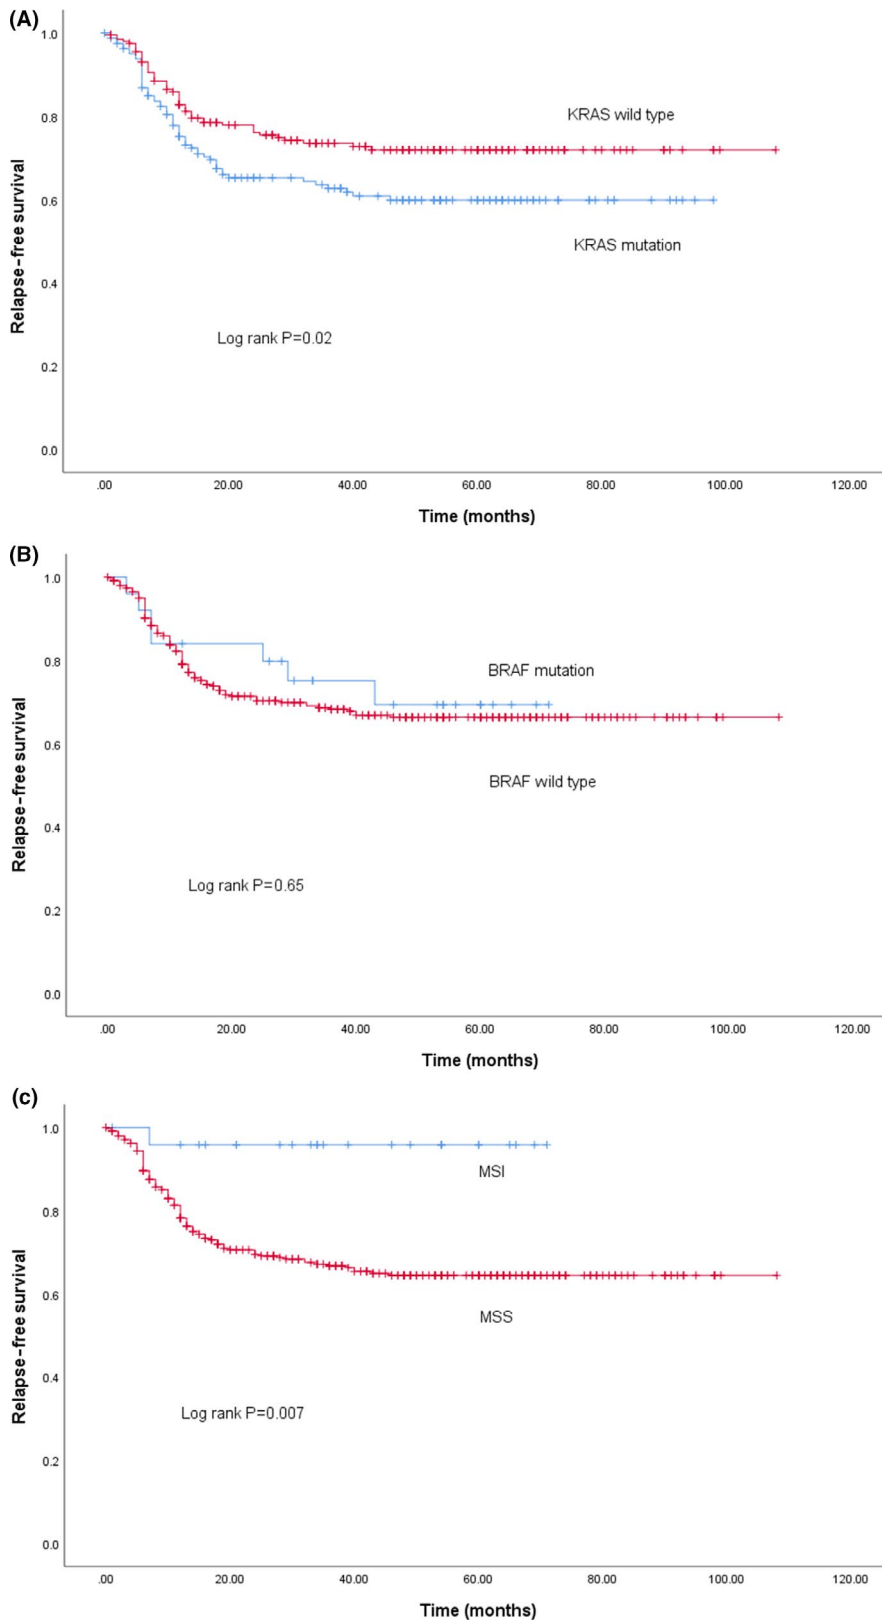 (A)
1.0
0.8
0.6
0.4
0.2
0.0
Relapse-free survival
KRAS wild type
KRAS mutation
Log rank P=0.02
.00 20.00 40.00 60.00 80.00 100.00 120.00
Time (months)
(B)
1.0
0.8
0.6
0.4
0.2
0.0
Relapse-free survival
BRAF mutation
BRAF wild type
Log rank P=0.65
.00 20.00 40.00 60.00 80.00 100.00 120.00
Time (months)
(c)
1.0
0.8
0.6
0.4
0.2
0.0
Relapse-free survival
MSI
MSS
Log rank P=0.007
.00 20.00 40.00 60.00 80.00 100.00 120.00
Time (months)